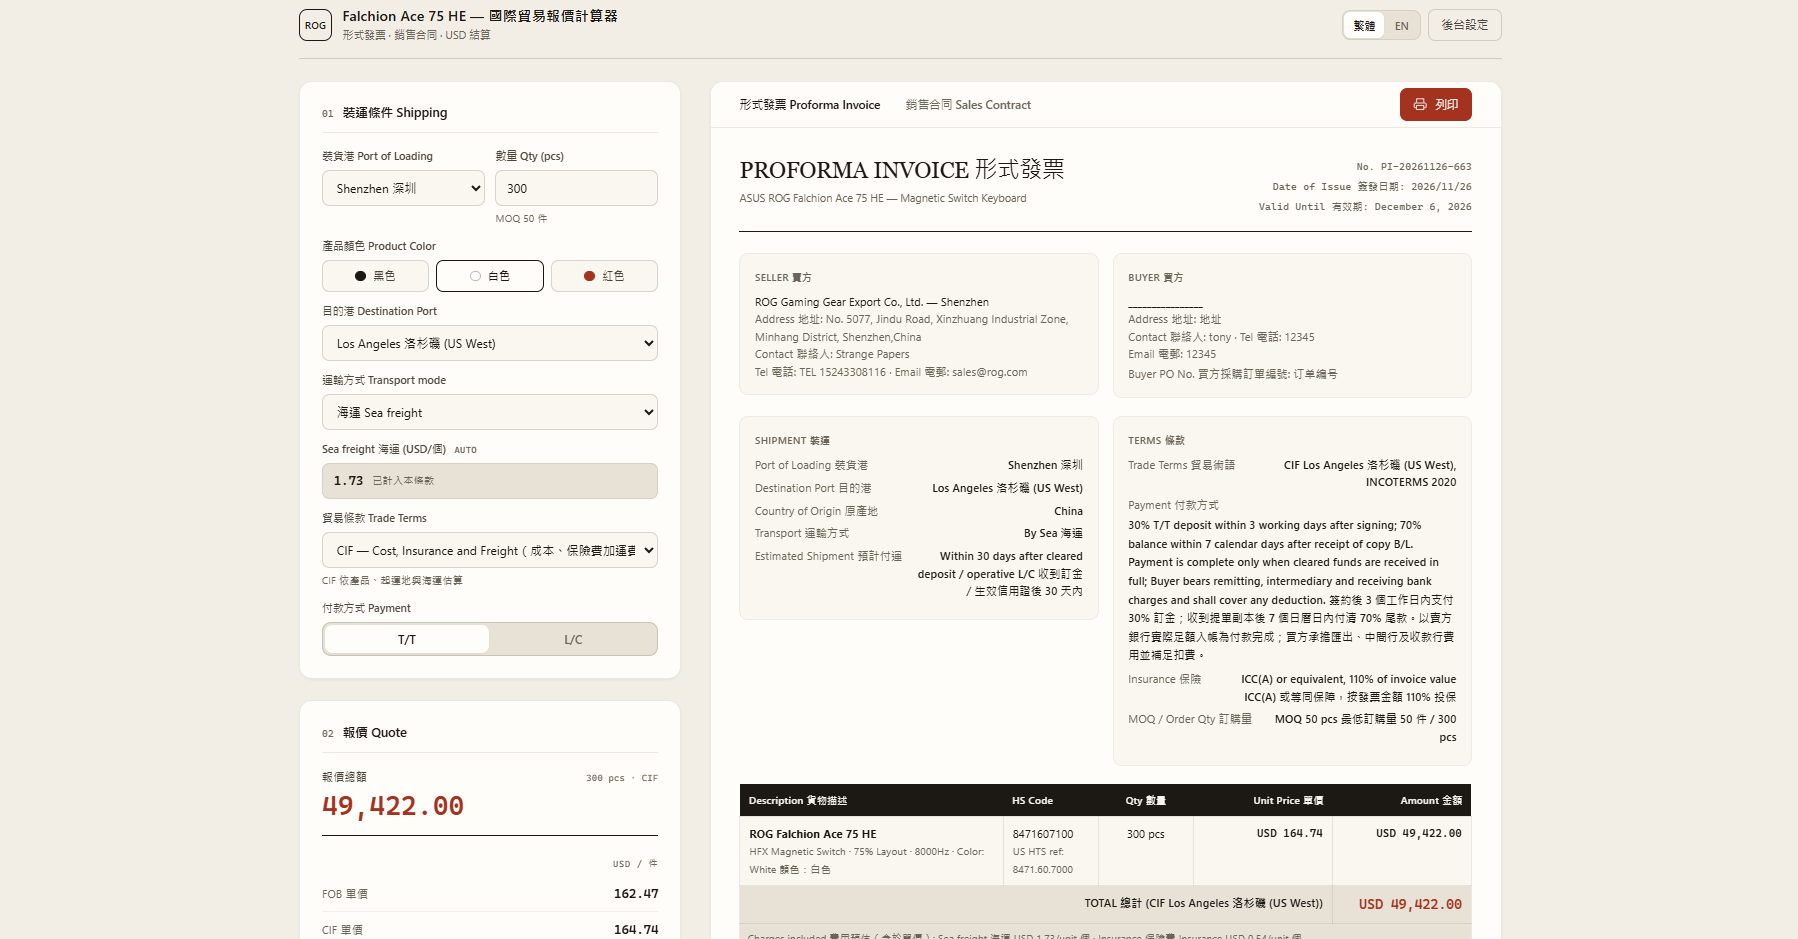 ROG
Falchion Ace 75 HE — 國際貿易報價計算器
形式發票 · 銷售合同 · USD 結算
繁體
EN
後台設定
01 裝運條件 Shipping
裝貨港 Port of Loading
數量 Qty (pcs)
Shenzhen 深圳
300
MOQ 50 件
產品顏色 Product Color
黑色
白色
紅色
目的港 Destination Port
Los Angeles 洛杉磯 (US West)
運輸方式 Transport mode
海運 Sea freight
Sea freight 海運 (USD/個) AUTO
1.73 已計入本條款
貿易條款 Trade Terms
CIF — Cost, Insurance and Freight（成本、保險費加運費
CIF 依產品、起運地與海運估算
付款方式 Payment
T/T
L/C
02 報價 Quote
報價總額
300 pcs · CIF
49,422.00
USD / 件
FOB 單價
162.47
CIF 單價
164.74
形式發票 Proforma Invoice
銷售合同 Sales Contract
列印
PROFORMA INVOICE 形式發票
ASUS ROG Falchion Ace 75 HE — Magnetic Switch Keyboard
No. PI-20261126-663
Date of Issue 簽發日期: 2026/11/26
Valid Until 有效期: December 6, 2026
SELLER 賣方
ROG Gaming Gear Export Co., Ltd. — Shenzhen
Address 地址: No. 5077, Jindu Road, Xinzhuang Industrial Zone,
Minhang District, Shenzhen,China
Contact 聯絡人: Strange Papers
Tel 電話: TEL 15243308116 · Email 電郵: sales@rog.com
BUYER 買方
________________
Address 地址: 地址
Contact 聯絡人: tony · Tel 電話: 12345
Email 電郵: 12345
Buyer PO No. 買方採購訂單編號: 订单编号
SHIPMENT 裝運
Port of Loading 裝貨港
Shenzhen 深圳
Destination Port 目的港
Los Angeles 洛杉磯 (US West)
Country of Origin 原產地
China
Transport 運輸方式
By Sea 海運
Estimated Shipment 預計付運
Within 30 days after cleared
deposit / operative L/C 收到訂金
/ 生效信用證後 30 天內
TERMS 條款
Trade Terms 貿易術語
CIF Los Angeles 洛杉磯 (US West),
INCOTERMS 2020
Payment 付款方式
30% T/T deposit within 3 working days after signing; 70%
balance within 7 calendar days after receipt of copy B/L.
Payment is complete only when cleared funds are received in
full; Buyer bears remitting, intermediary and receiving bank
charges and shall cover any deduction. 簽約後 3 個工作日內支付
30% 訂金；收到提單副本後 7 個日曆日內付清 70% 尾款。以賣方
銀行實際足額入帳為付款完成；買方承擔匯出、中間行及收款行費
用並補足扣費。
Insurance 保險
ICC(A) or equivalent, 110% of invoice value
ICC(A) 或等同保障，按發票金額 110% 投保
MOQ / Order Qty 訂購量
MOQ 50 pcs 最低訂購量 50 件 / 300
pcs
Description 貨物描述
HS Code
Qty 數量
Unit Price 單價
Amount 金額
ROG Falchion Ace 75 HE
HFX Magnetic Switch · 75% Layout · 8000Hz · Color:
White 顏色：白色
8471607100
US HTS ref:
8471.60.7000
300 pcs
USD 164.74
USD 49,422.00
TOTAL 總計 (CIF Los Angeles 洛杉磯 (US West))
USD 49,422.00
Charges included 費用預估（含於單價）: Sea freight 海運 USD 1.73/unit 個 · Insurance 保險費 Insurance USD 0.54/unit 個